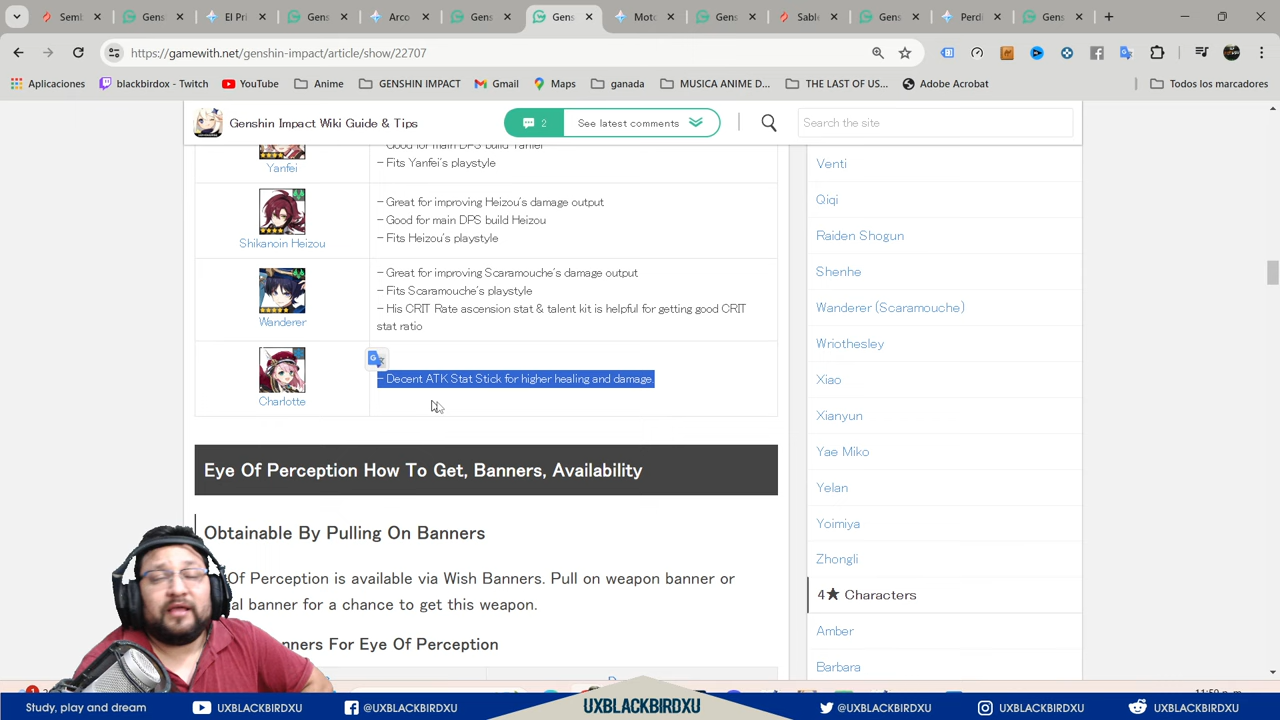 Semb
Gens
El Pri
Gens
Arco
Gens
Gens
Moto
Gens
Sable
Gens
Perdi
Gens
https://gamewith.net/genshin-impact/article/show/22707
Aplicaciones
blackbirdox - Twitch
YouTube
Anime
GENSHIN IMPACT
Gmail
Maps
ganada
MUSICA ANIME D...
THE LAST OF US...
Adobe Acrobat
Todos los marcadores
Genshin Impact Wiki Guide & Tips
2
See latest comments
Search the site
– Good for main DPS build Yanfei
– Fits Yanfei's playstyle
Yanfei
– Great for improving Heizou's damage output
– Good for main DPS build Heizou
– Fits Heizou's playstyle
Shikanoin Heizou
– Great for improving Scaramouche's damage output
– Fits Scaramouche's playstyle
– His CRIT Rate ascension stat & talent kit is helpful for getting good CRIT
stat ratio
Wanderer
– Decent ATK Stat Stick for higher healing and damage.
Charlotte
Eye Of Perception How To Get, Banners, Availability
Obtainable By Pulling On Banners
Of Perception is available via Wish Banners. Pull on weapon banner or
al banner for a chance to get this weapon.
nners For Eye Of Perception
Venti
Qiqi
Raiden Shogun
Shenhe
Wanderer (Scaramouche)
Wriothesley
Xiao
Xianyun
Yae Miko
Yelan
Yoimiya
Zhongli
4★ Characters
Amber
Barbara
Study, play and dream
UXBLACKBIRDXU
@UXBLACKBIRDXU
UXBLACKBIRDXU
@UXBLACKBIRDXU
UXBLACKBIRDXU
UXBLACKBIRDXU